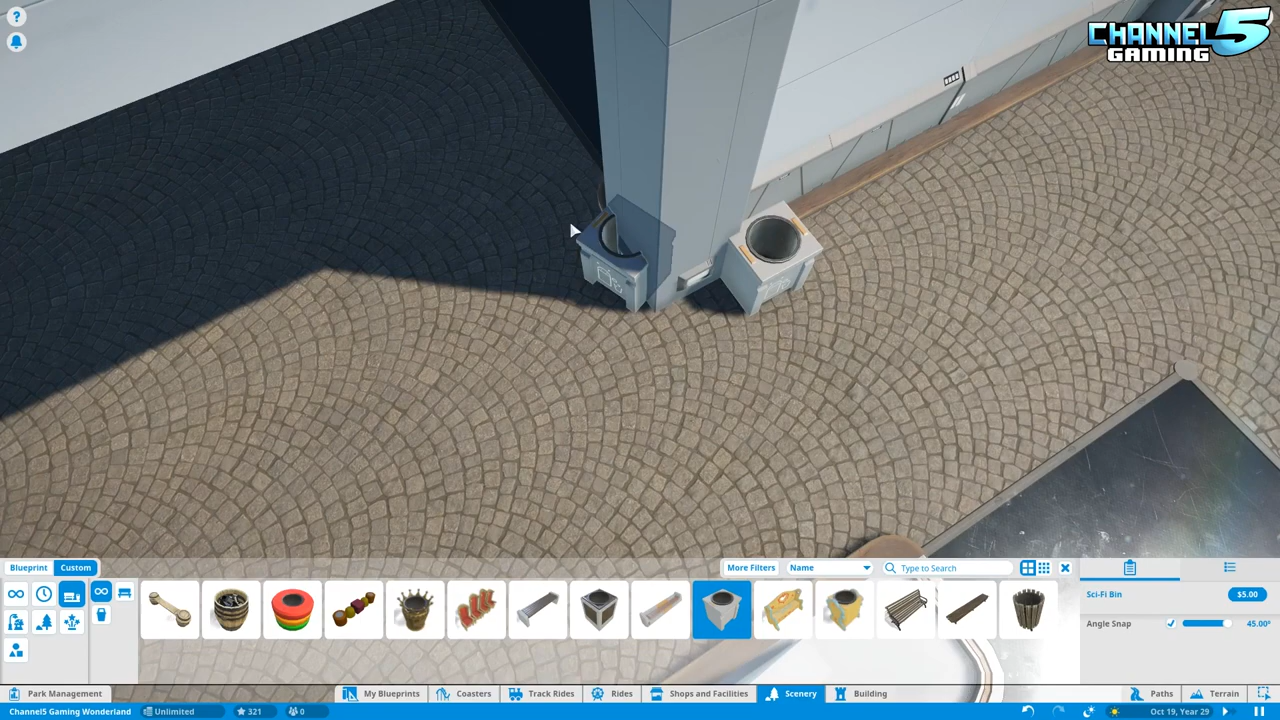 ?
CHANNEL 5
GAMING
Blueprint
Custom
More Filters
Name
Type to Search
Sci-Fi Bin
$5.00
Angle Snap
45.00°
Park Management
My Blueprints
Coasters
Track Rides
Rides
Shops and Facilities
Scenery
Building
Paths
Terrain
Channel5 Gaming Wonderland
Unlimited
321
0
Oct 19, Year 29